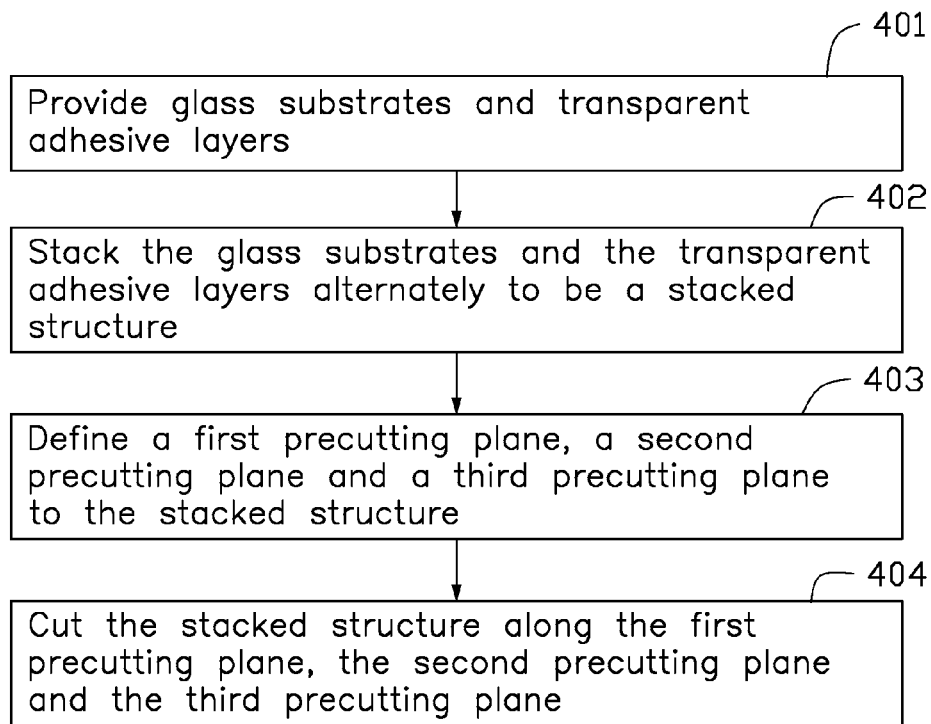 401
Provide glass substrates and transparent
adhesive layers
402
Stack the glass substrates and the transparent
adhesive layers alternately to be a stacked
structure
403
Define a first precutting plane, a second
precutting plane and a third precutting plane
to the stacked structure
404
Cut the stacked structure along the first
precutting plane, the second precutting plane
and the third precutting plane